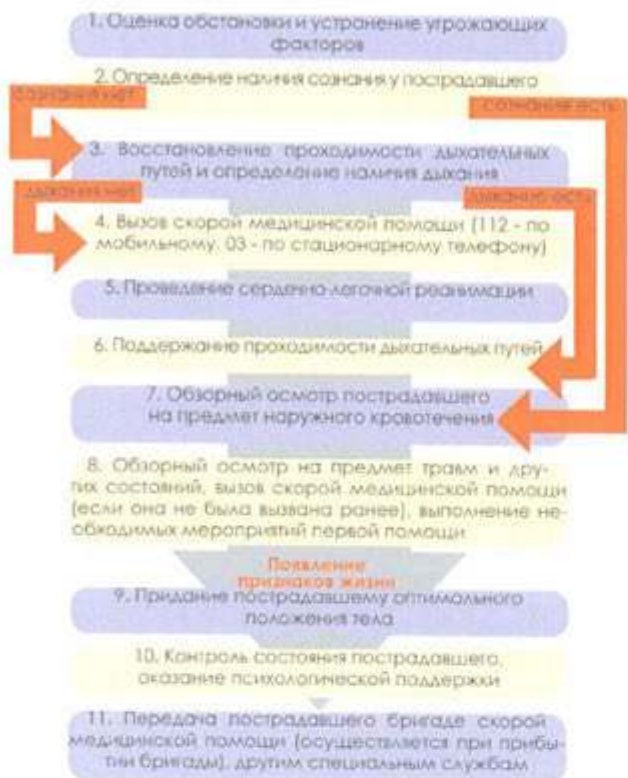 1. Оценка обстановки и устранение угрожающих
факторов
2. Определение наличия сознания у пострадавшего
сознания нет
сознание есть
3. Восстановление проходимости дыхательных
путей и определение наличия дыхания
дыхания нет
дыхание есть
4. Вызов скорой медицинской помощи (112 - по
мобильному, 03 - по стационарному телефону)
5. Проведение сердечно-легочной реанимации
6. Поддержание проходимости дыхательных путей
7. Обзорный осмотр пострадавшего
на предмет наружного кровотечения
8. Обзорный осмотр на предмет травм и дру-
гих состояний, вызов скорой медицинской помощи
(если она не была вызвана ранее), выполнение не-
обходимых мероприятий первой помощи
Появление
признаков жизни
9. Придание пострадавшему оптимального
положения тела
10. Контроль состояния пострадавшего,
оказание психологической поддержки
11. Передача пострадавшего бригаде скорой
медицинской помощи (осуществляется при прибы-
тии бригады), другим специальным службам